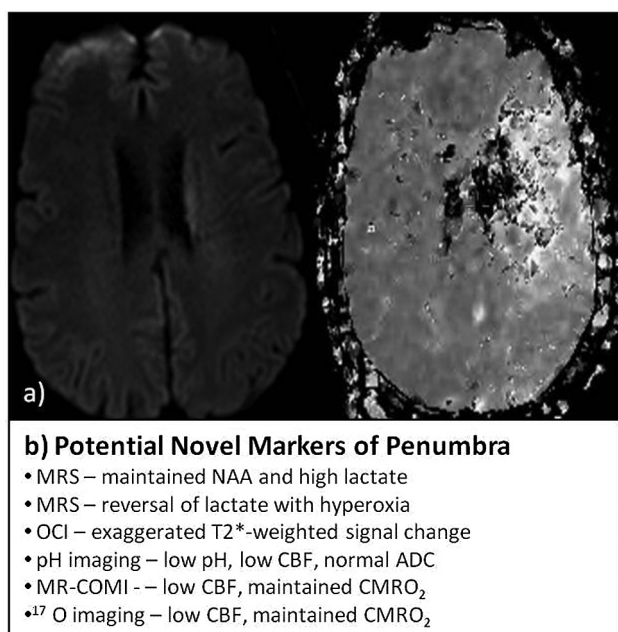 a)
b) Potential Novel Markers of Penumbra
• MRS – maintained NAA and high lactate
• MRS – reversal of lactate with hyperoxia
• OCI – exaggerated T2*-weighted signal change
• pH imaging – low pH, low CBF, normal ADC
• MR-COMI - – low CBF, maintained CMRO₂
•¹⁷ O imaging – low CBF, maintained CMRO₂